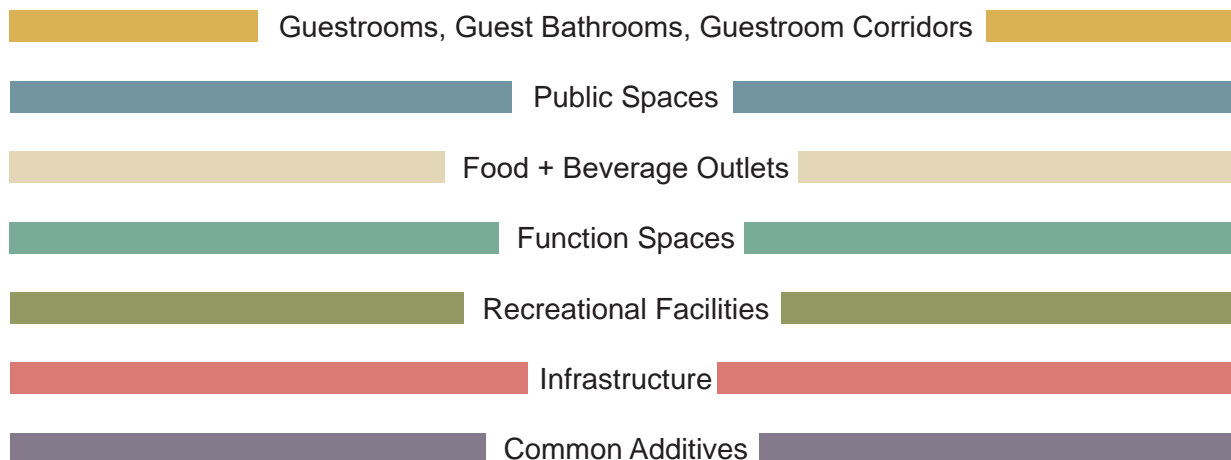 Guestrooms, Guest Bathrooms, Guestroom Corridors
Public Spaces
Food + Beverage Outlets
Function Spaces
Recreational Facilities
Infrastructure
Common Additives